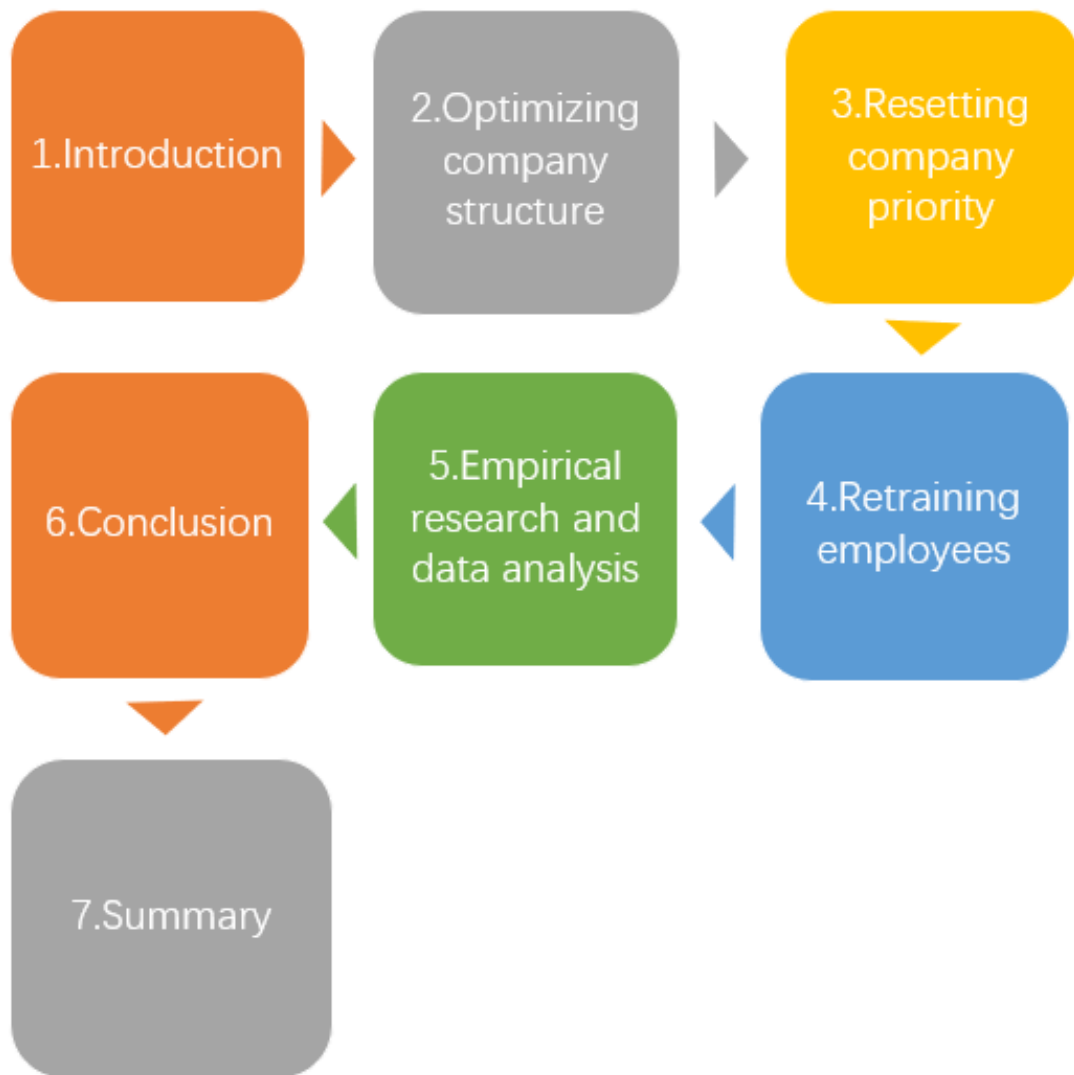 1.Introduction
2.Optimizing
company
structure
3.Resetting
company
priority
4.Retraining
employees
5.Empirical
research and
data analysis
6.Conclusion
7.Summary